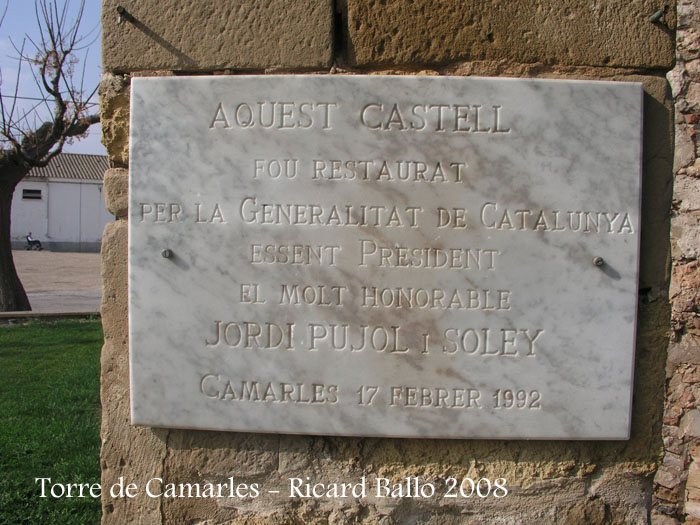 AQUEST CASTELL
FOU RESTAURAT
PER LA GENERALITAT DE CATALUNYA
ESSENT PRESIDENT
EL MOLT HONORABLE
JORDI PUJOL i SOLEY
CAMARLES 17 FEBRER 1992
Torre de Camarles - Ricard Ballo 2008